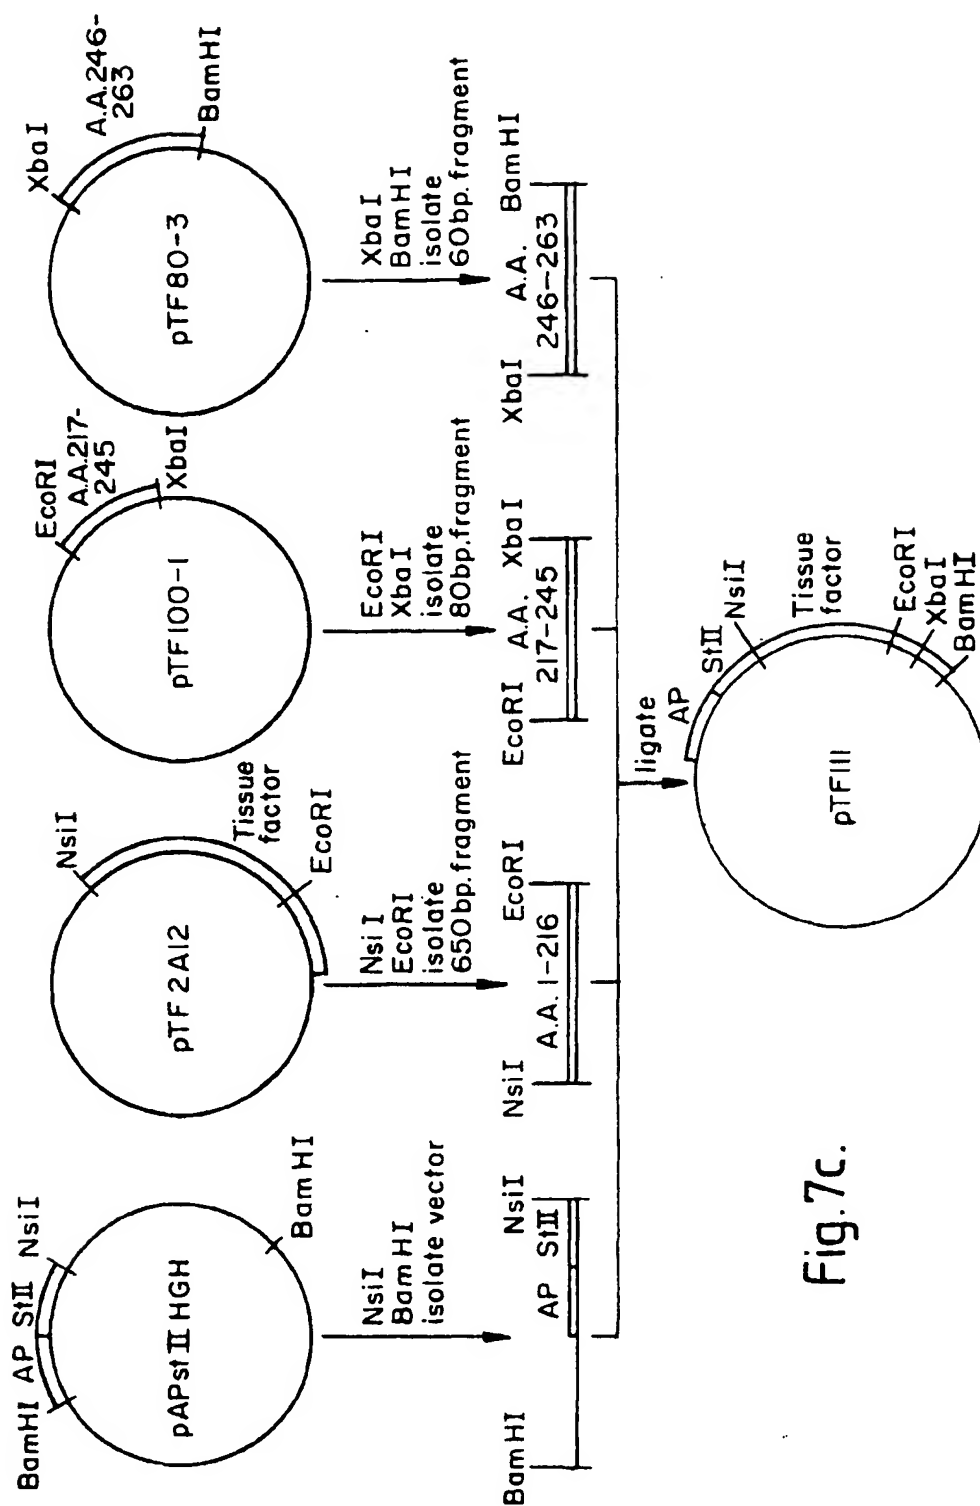 BamHI AP StII NsiI
pAPstIIHGH
BamHI
NsiI
BamHI
isolate vector
BamHI
AP StII
NsiI
NsiI
pTF2A12
Tissue
factor
EcoRI
NsiI
EcoRI
isolate
650bp.fragment
NsiI
A.A. 1-216
EcoRI
EcoRI
A.A.217-
245
XbaI
pTF100-1
EcoRI
XbaI
isolate
80bp.fragment
EcoRI
A.A.
217-245
XbaI
XbaI
A.A.246-
263
BamHI
pTF80-3
XbaI
BamHI
isolate
60bp.fragment
XbaI
A.A.
246-263
BamHI
ligate
AP
StII
NsiI
Tissue
factor
EcoRI
XbaI
BamHI
pTFIII
Fig.7c.